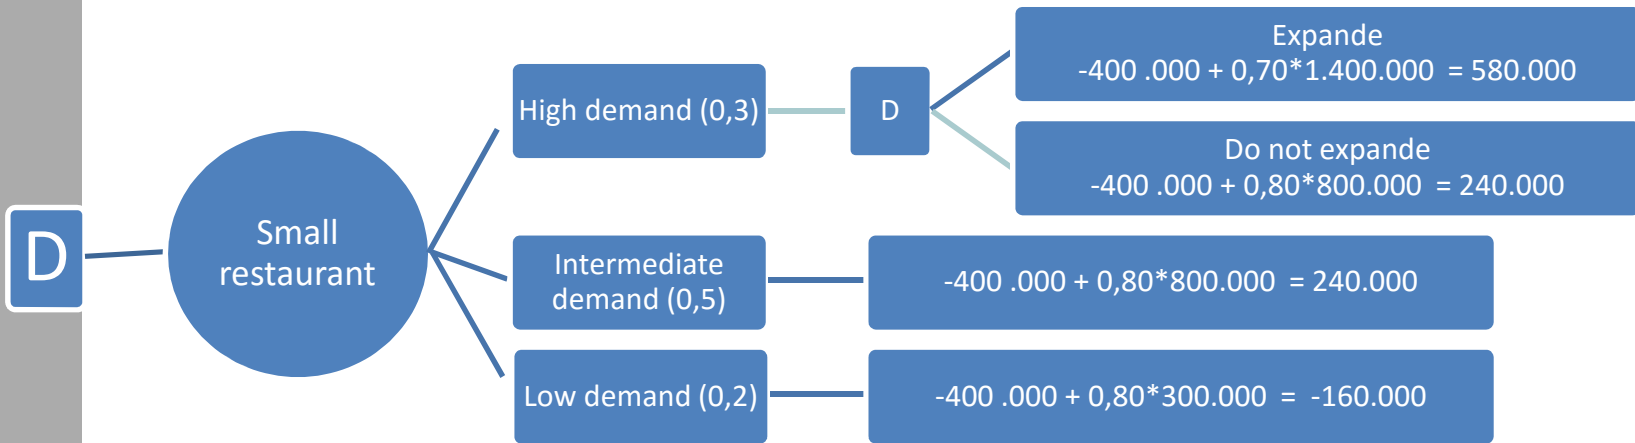 D
Small
restaurant
High demand (0,3)
D
Expande
-400 .000 + 0,70*1.400.000  = 580.000
Do not expande
-400 .000 + 0,80*800.000  = 240.000
Intermediate
demand (0,5)
-400 .000 + 0,80*800.000  = 240.000
Low demand (0,2)
-400 .000 + 0,80*300.000  =  -160.000